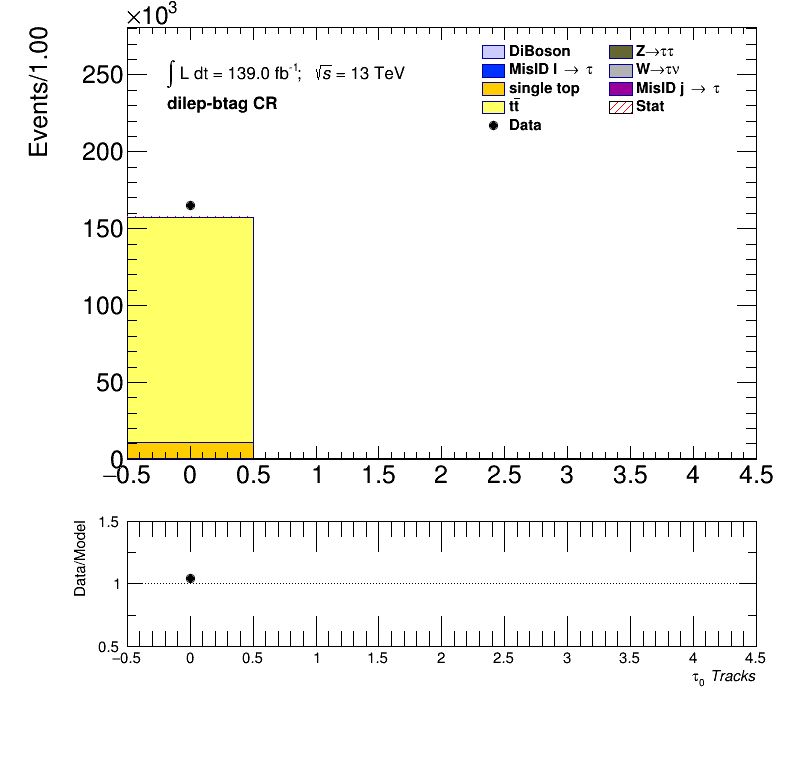 ×10³
Events/1.00
250
200
150
100
50
0
∫ L dt = 139.0 fb⁻¹; √s = 13 TeV
dilep-btag CR
DiBoson
MisID l → τ
single top
tt̄
Data
Z→ττ
W→τν
MisID j → τ
Stat
−0.5 0 0.5 1 1.5 2 2.5 3 3.5 4 4.5
Data/Model
1.5
1
0.5
−0.5 0 0.5 1 1.5 2 2.5 3 3.5 4 4.5
τ₀ Tracks